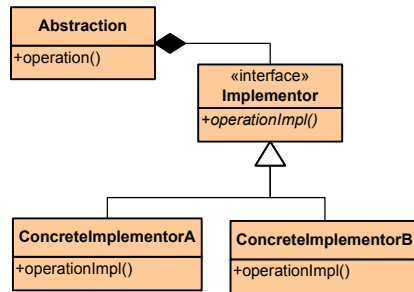 Abstraction
+operation()
«interface»
Implementor
+operationImpl()
ConcreteImplementorA
+operationImpl()
ConcreteImplementorB
+operationImpl()